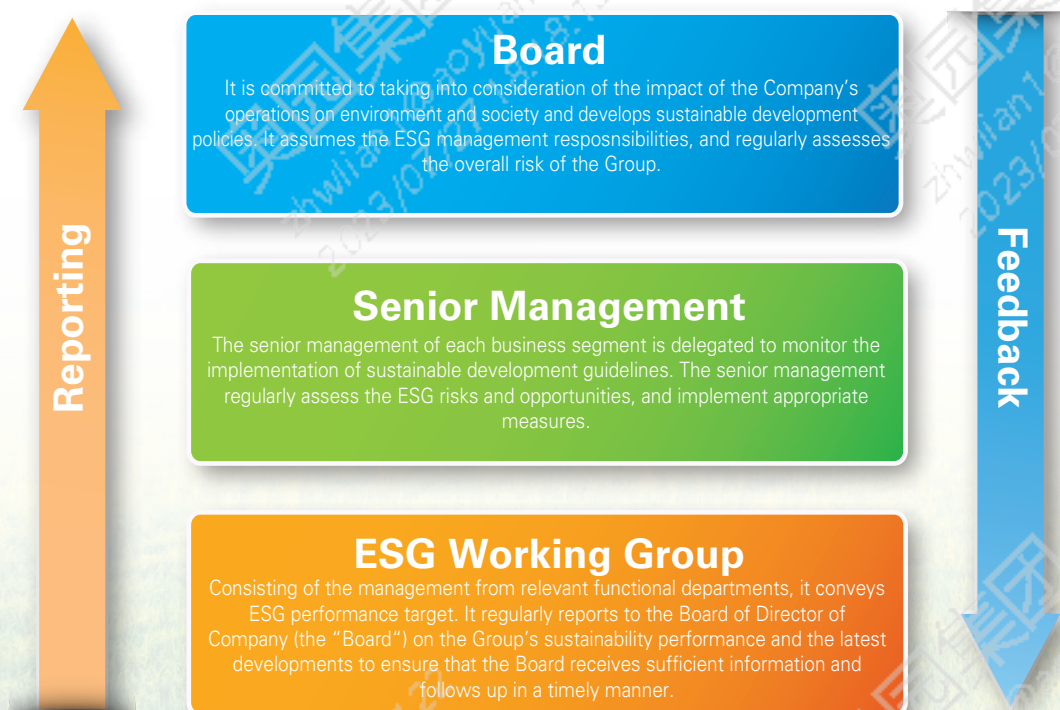 Board
It is committed to taking into consideration of the impact of the Company's
operations on environment and society and develops sustainable development
policies. It assumes the ESG management resposnsibilities, and regularly assesses
the overall risk of the Group.
Reporting
Feedback
Senior Management
The senior management of each business segment is delegated to monitor the
implementation of sustainable development guidelines. The senior management
regularly assess the ESG risks and opportunities, and implement appropriate
measures.
ESG Working Group
Consisting of the management from relevant functional departments, it conveys
ESG performance target. It regularly reports to the Board of Director of
Company (the “Board“) on the Group's sustainability performance and the latest
developments to ensure that the Board receives sufficient information and
follows up in a timely manner.
奥园集团